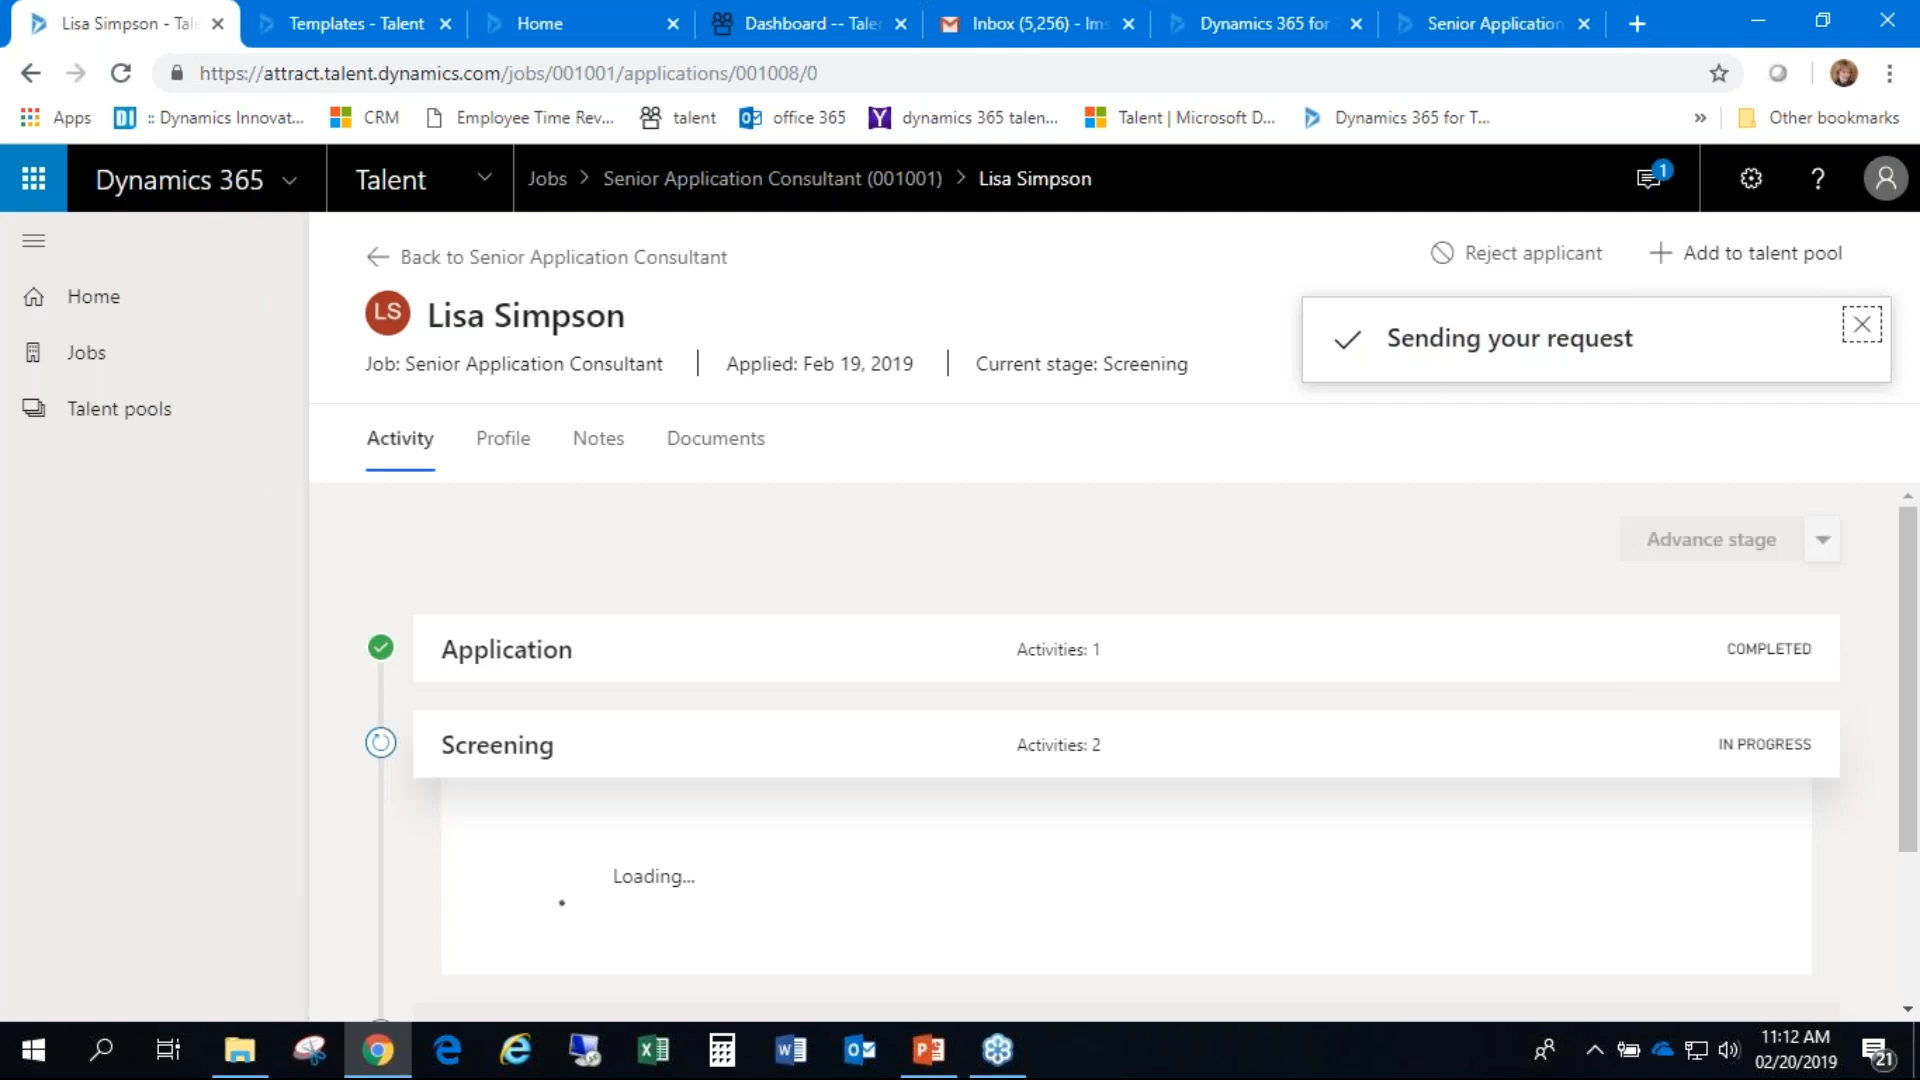 Lisa Simpson - Tale
Templates - Talent
Home
Dashboard -- Tale
Inbox (5,256) - lms
Dynamics 365 for
Senior Application
https://attract.talent.dynamics.com/jobs/001001/applications/001008/0
Apps
DI
:: Dynamics Innovat...
CRM
Employee Time Rev...
talent
office 365
dynamics 365 talen...
Talent | Microsoft D...
Dynamics 365 for T...
»
Other bookmarks
Dynamics 365
Talent
Jobs > Senior Application Consultant (001001) > Lisa Simpson
1
?
Back to Senior Application Consultant
Reject applicant
Add to talent pool
Home
Jobs
Talent pools
LS
Lisa Simpson
Job: Senior Application Consultant
Applied: Feb 19, 2019
Current stage: Screening
Sending your request
Activity
Profile
Notes
Documents
Advance stage
Application
Activities: 1
COMPLETED
Screening
Activities: 2
IN PROGRESS
Loading...
11:12 AM
02/20/2019
21